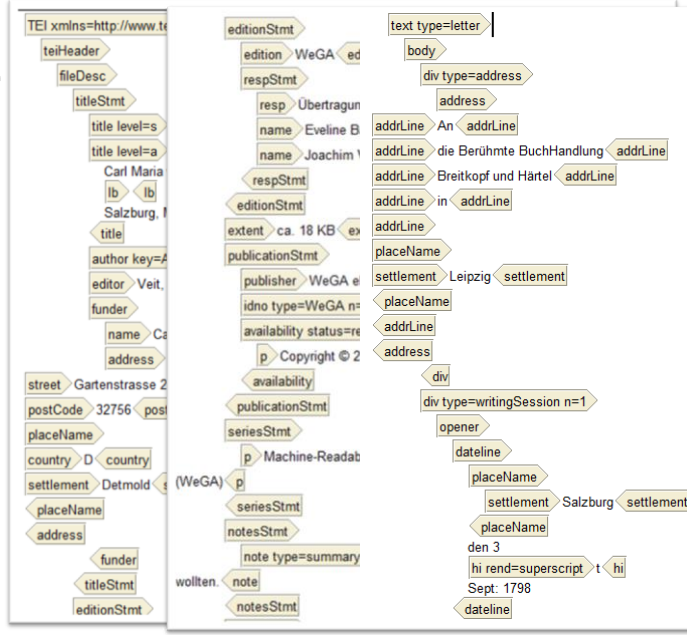 TEI xmlns=http://www.te
teiHeader
fileDesc
titleStmt
title level=s
title level=a
Carl Maria
lb lb
Salzburg,
title
author key=A
editor Veit,
funder
name Ca
address
street Gartenstrasse 2
postCode 32756 post
placeName
country D country
settlement Detmold
placeName
address
funder
titleStmt
editionStmt
editionStmt
edition WeGA ed
respStmt
resp Übertragun
name Eveline B
name Joachim
respStmt
editionStmt
extent ca. 18 KB ex
publicationStmt
publisher WeGA el
idno type=WeGA n=
availability status=re
p Copyright © 2
availability
publicationStmt
seriesStmt
p Machine-Readab
(WeGA) p
seriesStmt
notesStmt
note type=summary
wollten. note
notesStmt
text type=letter
body
div type=address
address
addrLine An addrLine
addrLine die Berühmte BuchHandlung addrLine
addrLine Breitkopf und Härtel addrLine
addrLine in addrLine
addrLine
placeName
settlement Leipzig settlement
placeName
addrLine
address
div
div type=writingSession n=1
opener
dateline
placeName
settlement Salzburg settlement
placeName
den 3
hi rend=superscript t hi
Sept: 1798
dateline